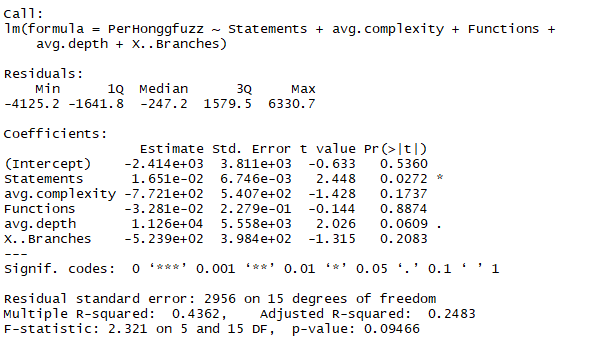 Call:
lm(formula = PerHonggfuzz ~ Statements + avg.complexity + Functions +
    avg.depth + X..Branches)
Residuals:
    Min      1Q  Median      3Q     Max
-4125.2 -1641.8  -247.2  1579.5  6330.7
Coefficients:
                 Estimate Std. Error t value Pr(>|t|)
(Intercept)    -2.414e+03  3.811e+03  -0.633   0.5360
Statements      1.651e-02  6.746e-03   2.448   0.0272 *
avg.complexity -7.721e+02  5.407e+02  -1.428   0.1737
Functions      -3.281e-02  2.279e-01  -0.144   0.8874
avg.depth       1.126e+04  5.558e+03   2.026   0.0609 .
X..Branches    -5.239e+02  3.984e+02  -1.315   0.2083
---
Signif. codes:  0 ‘***’ 0.001 ‘**’ 0.01 ‘*’ 0.05 ‘.’ 0.1 ‘ ’ 1
Residual standard error: 2956 on 15 degrees of freedom
Multiple R-squared:  0.4362,    Adjusted R-squared:  0.2483
F-statistic: 2.321 on 5 and 15 DF,  p-value: 0.09466